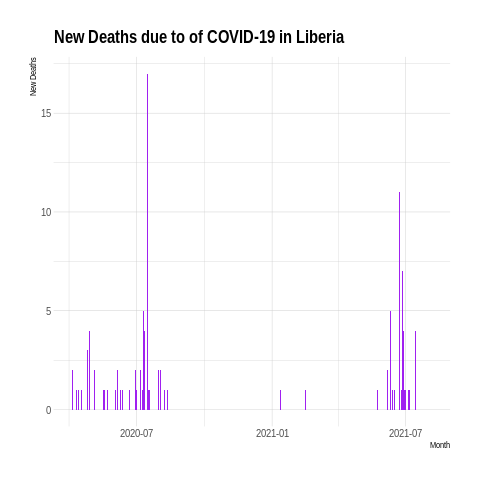 New Deaths due to of COVID-19 in Liberia
New Deaths
15
10
5
0
2020-07
2021-01
2021-07
Month